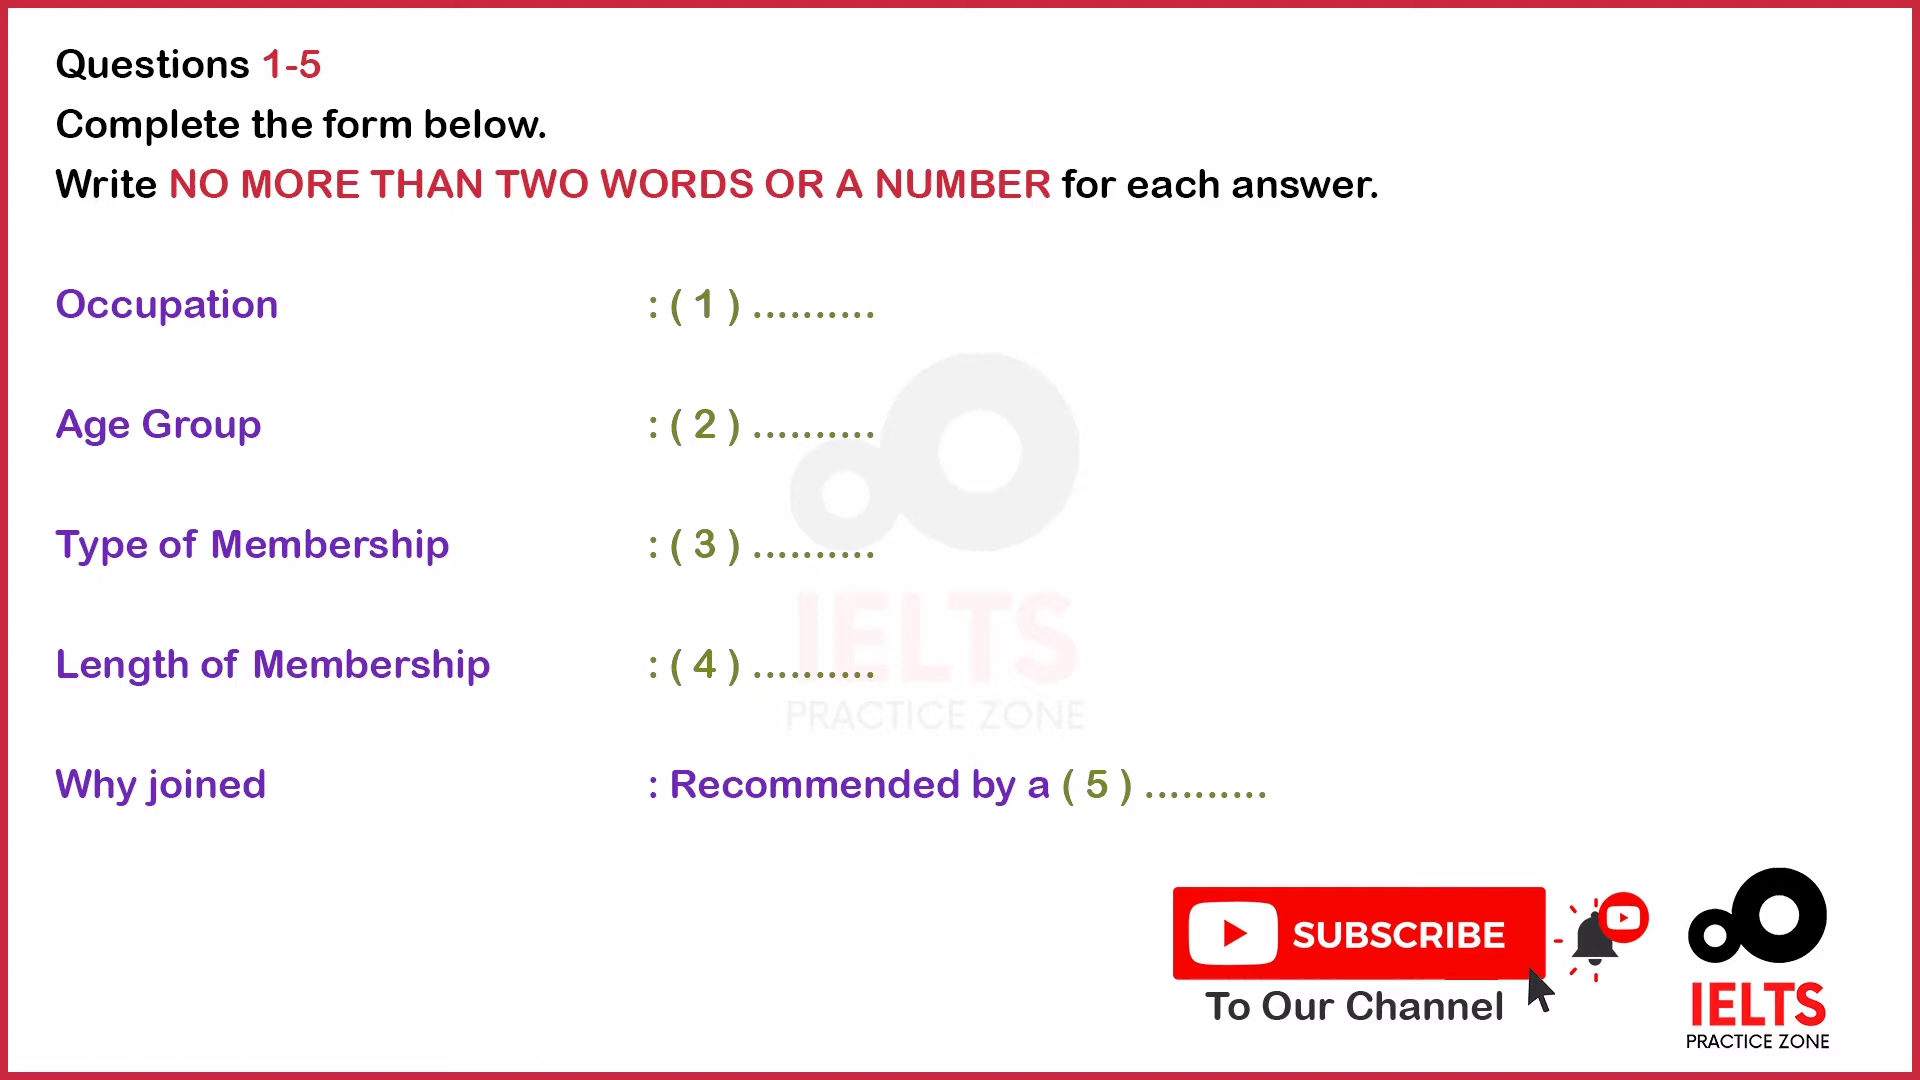 Questions 1-5
Complete the form below.
Write NO MORE THAN TWO WORDS OR A NUMBER for each answer.
Occupation : ( 1 ) ..........
Age Group : ( 2 ) ..........
Type of Membership : ( 3 ) ..........
Length of Membership : ( 4 ) ..........
Why joined : Recommended by a ( 5 ) ..........
IELTS
PRACTICE ZONE
SUBSCRIBE
To Our Channel
IELTS
PRACTICE ZONE